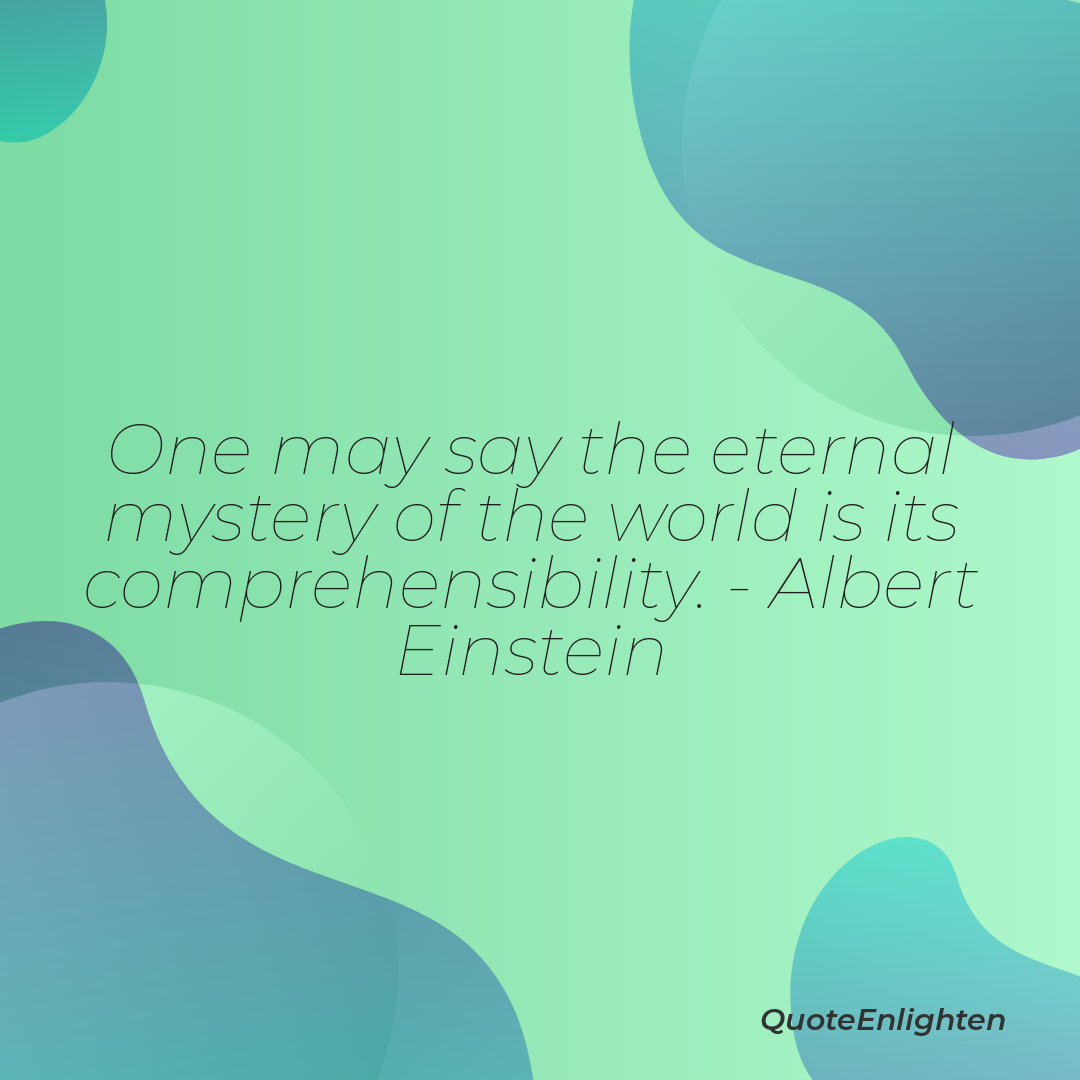 One may say the eternal
mystery of the world is its
comprehensibility. - Albert
Einstein
QuoteEnlighten